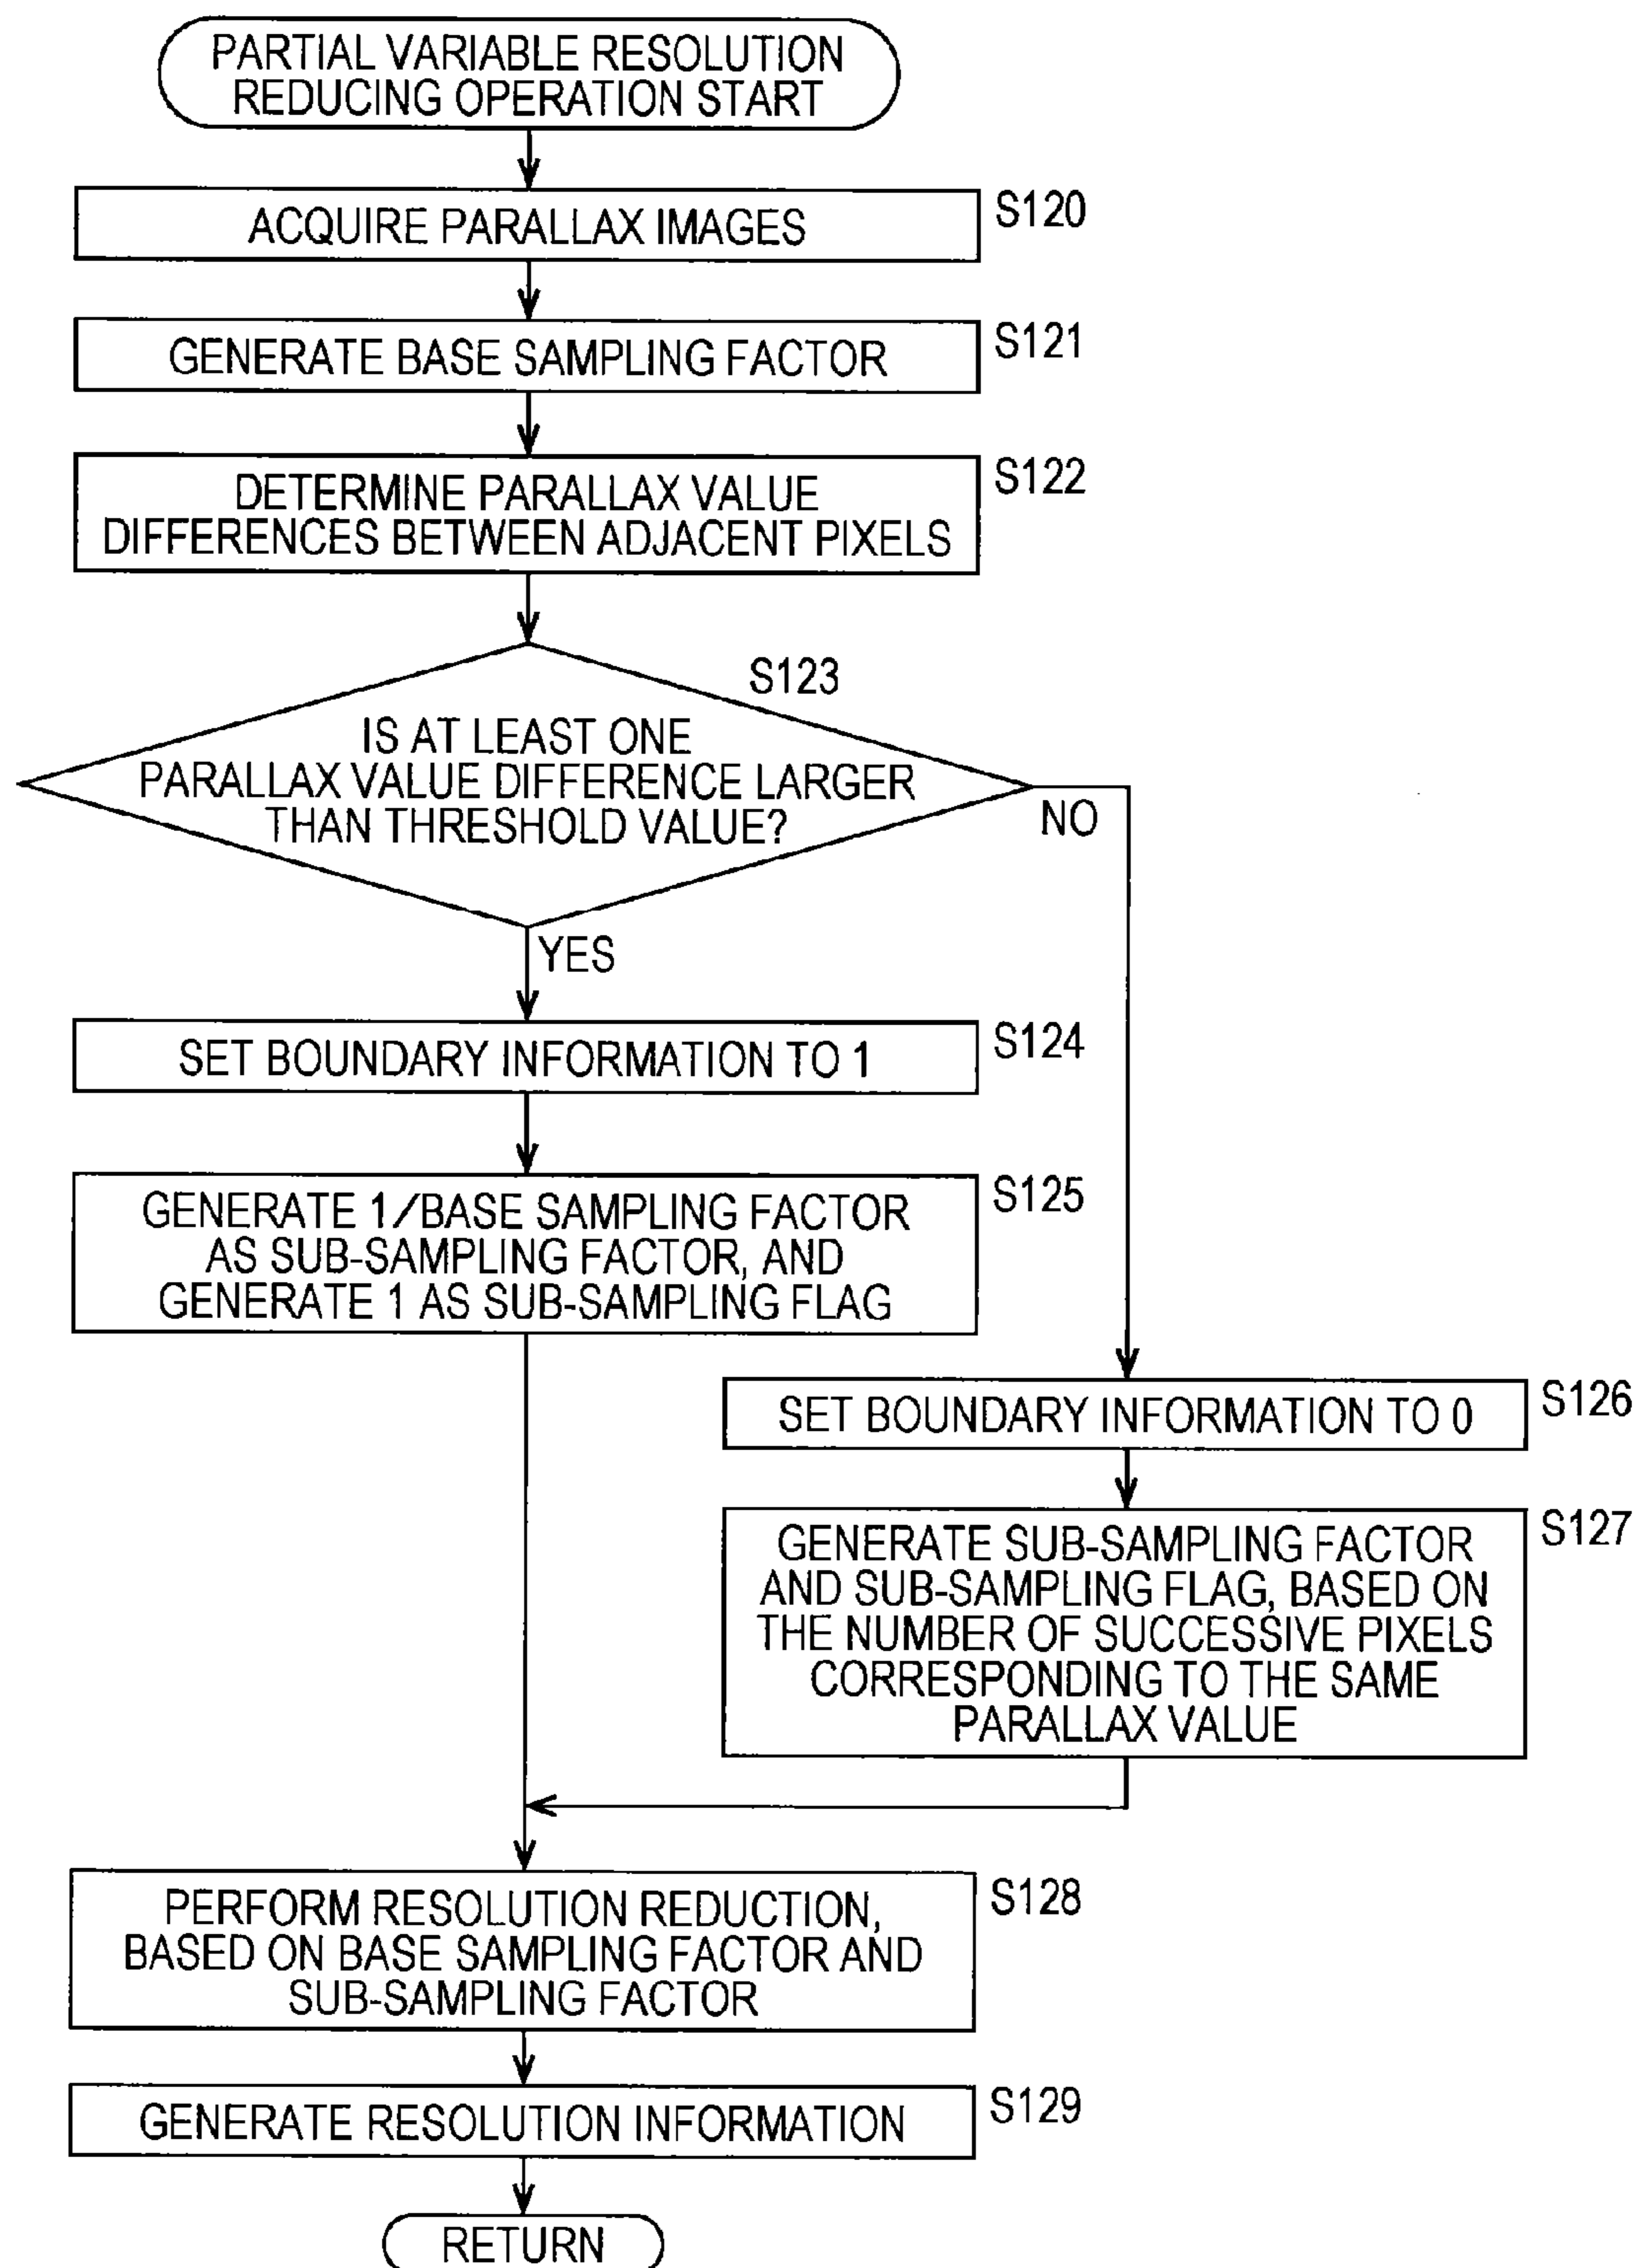 PARTIAL VARIABLE RESOLUTION
REDUCING OPERATION START
ACQUIRE PARALLAX IMAGES
S120
GENERATE BASE SAMPLING FACTOR
S121
DETERMINE PARALLAX VALUE
DIFFERENCES BETWEEN ADJACENT PIXELS
S122
S123
IS AT LEAST ONE
PARALLAX VALUE DIFFERENCE LARGER
THAN THRESHOLD VALUE?
NO
YES
SET BOUNDARY INFORMATION TO 1
S124
GENERATE 1/BASE SAMPLING FACTOR
AS SUB-SAMPLING FACTOR, AND
GENERATE 1 AS SUB-SAMPLING FLAG
S125
SET BOUNDARY INFORMATION TO 0
S126
GENERATE SUB-SAMPLING FACTOR
AND SUB-SAMPLING FLAG, BASED ON
THE NUMBER OF SUCCESSIVE PIXELS
CORRESPONDING TO THE SAME
PARALLAX VALUE
S127
PERFORM RESOLUTION REDUCTION,
BASED ON BASE SAMPLING FACTOR AND
SUB-SAMPLING FACTOR
S128
GENERATE RESOLUTION INFORMATION
S129
RETURN